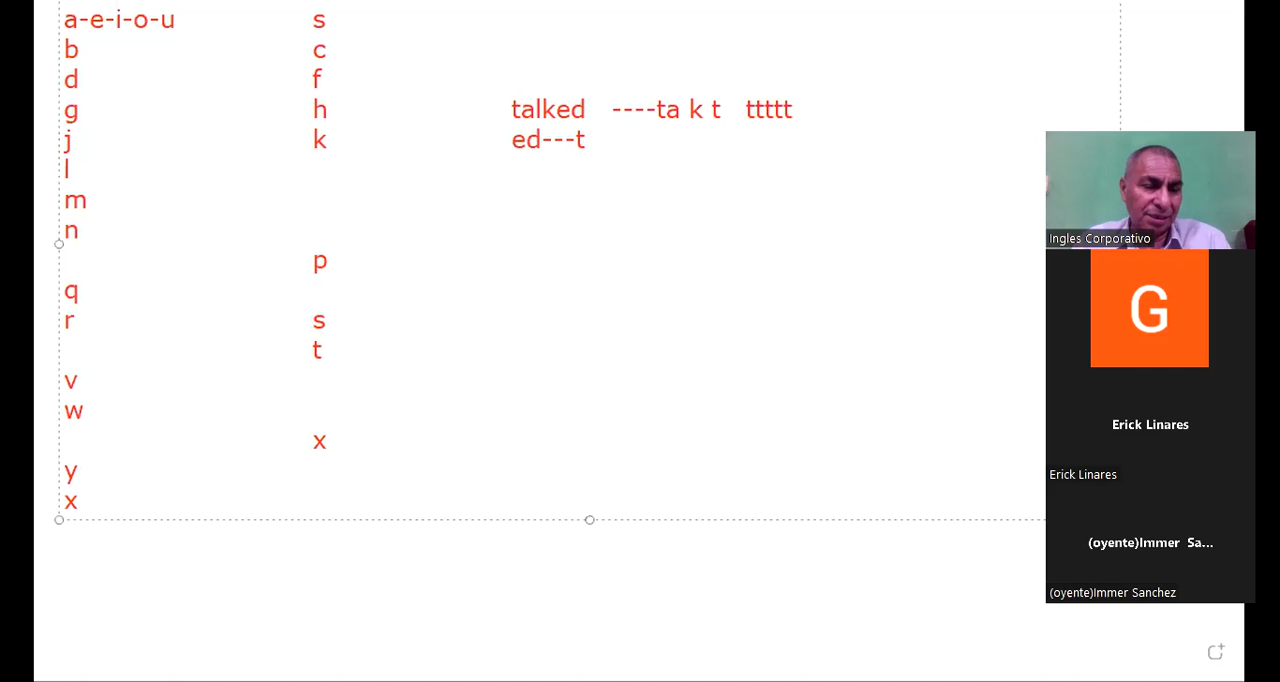 a-e-i-o-u s
b c
d f
g h talked ----ta k t ttttt
j k ed---t
l
m
n
p
q
r s
t
v
w
x
y
x
Ingles Corporativo
G
Erick Linares
Erick Linares
(oyente)Immer Sa...
(oyente)Immer Sanchez